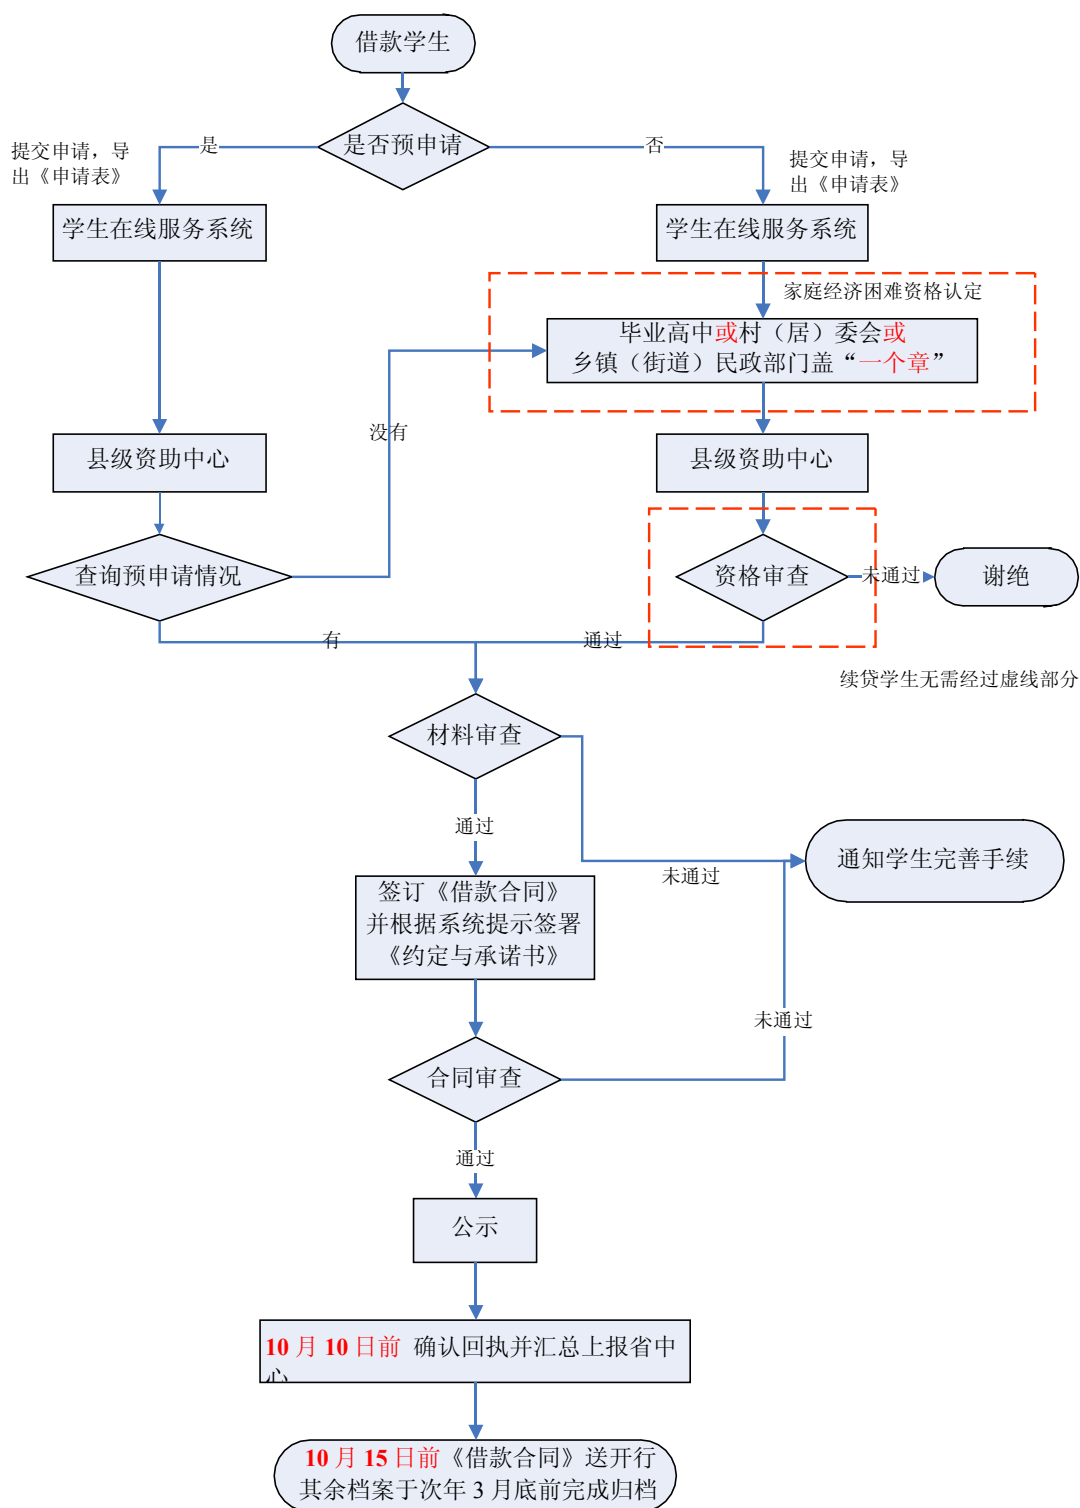 借款学生
是否预申请
是
否
提交申请，导
出《申请表》
提交申请，导
出《申请表》
学生在线服务系统
学生在线服务系统
家庭经济困难资格认定
毕业高中或村（居）委会或
乡镇（街道）民政部门盖“一个章”
没有
县级资助中心
县级资助中心
查询预申请情况
资格审查
未通过
谢绝
有
通过
续贷学生无需经过虚线部分
材料审查
通过
未通过
通知学生完善手续
签订《借款合同》
并根据系统提示签署
《约定与承诺书》
未通过
合同审查
通过
公示
10 月 10 日前 确认回执并汇总上报省中
心
10 月 15 日前《借款合同》送开行
其余档案于次年 3 月底前完成归档